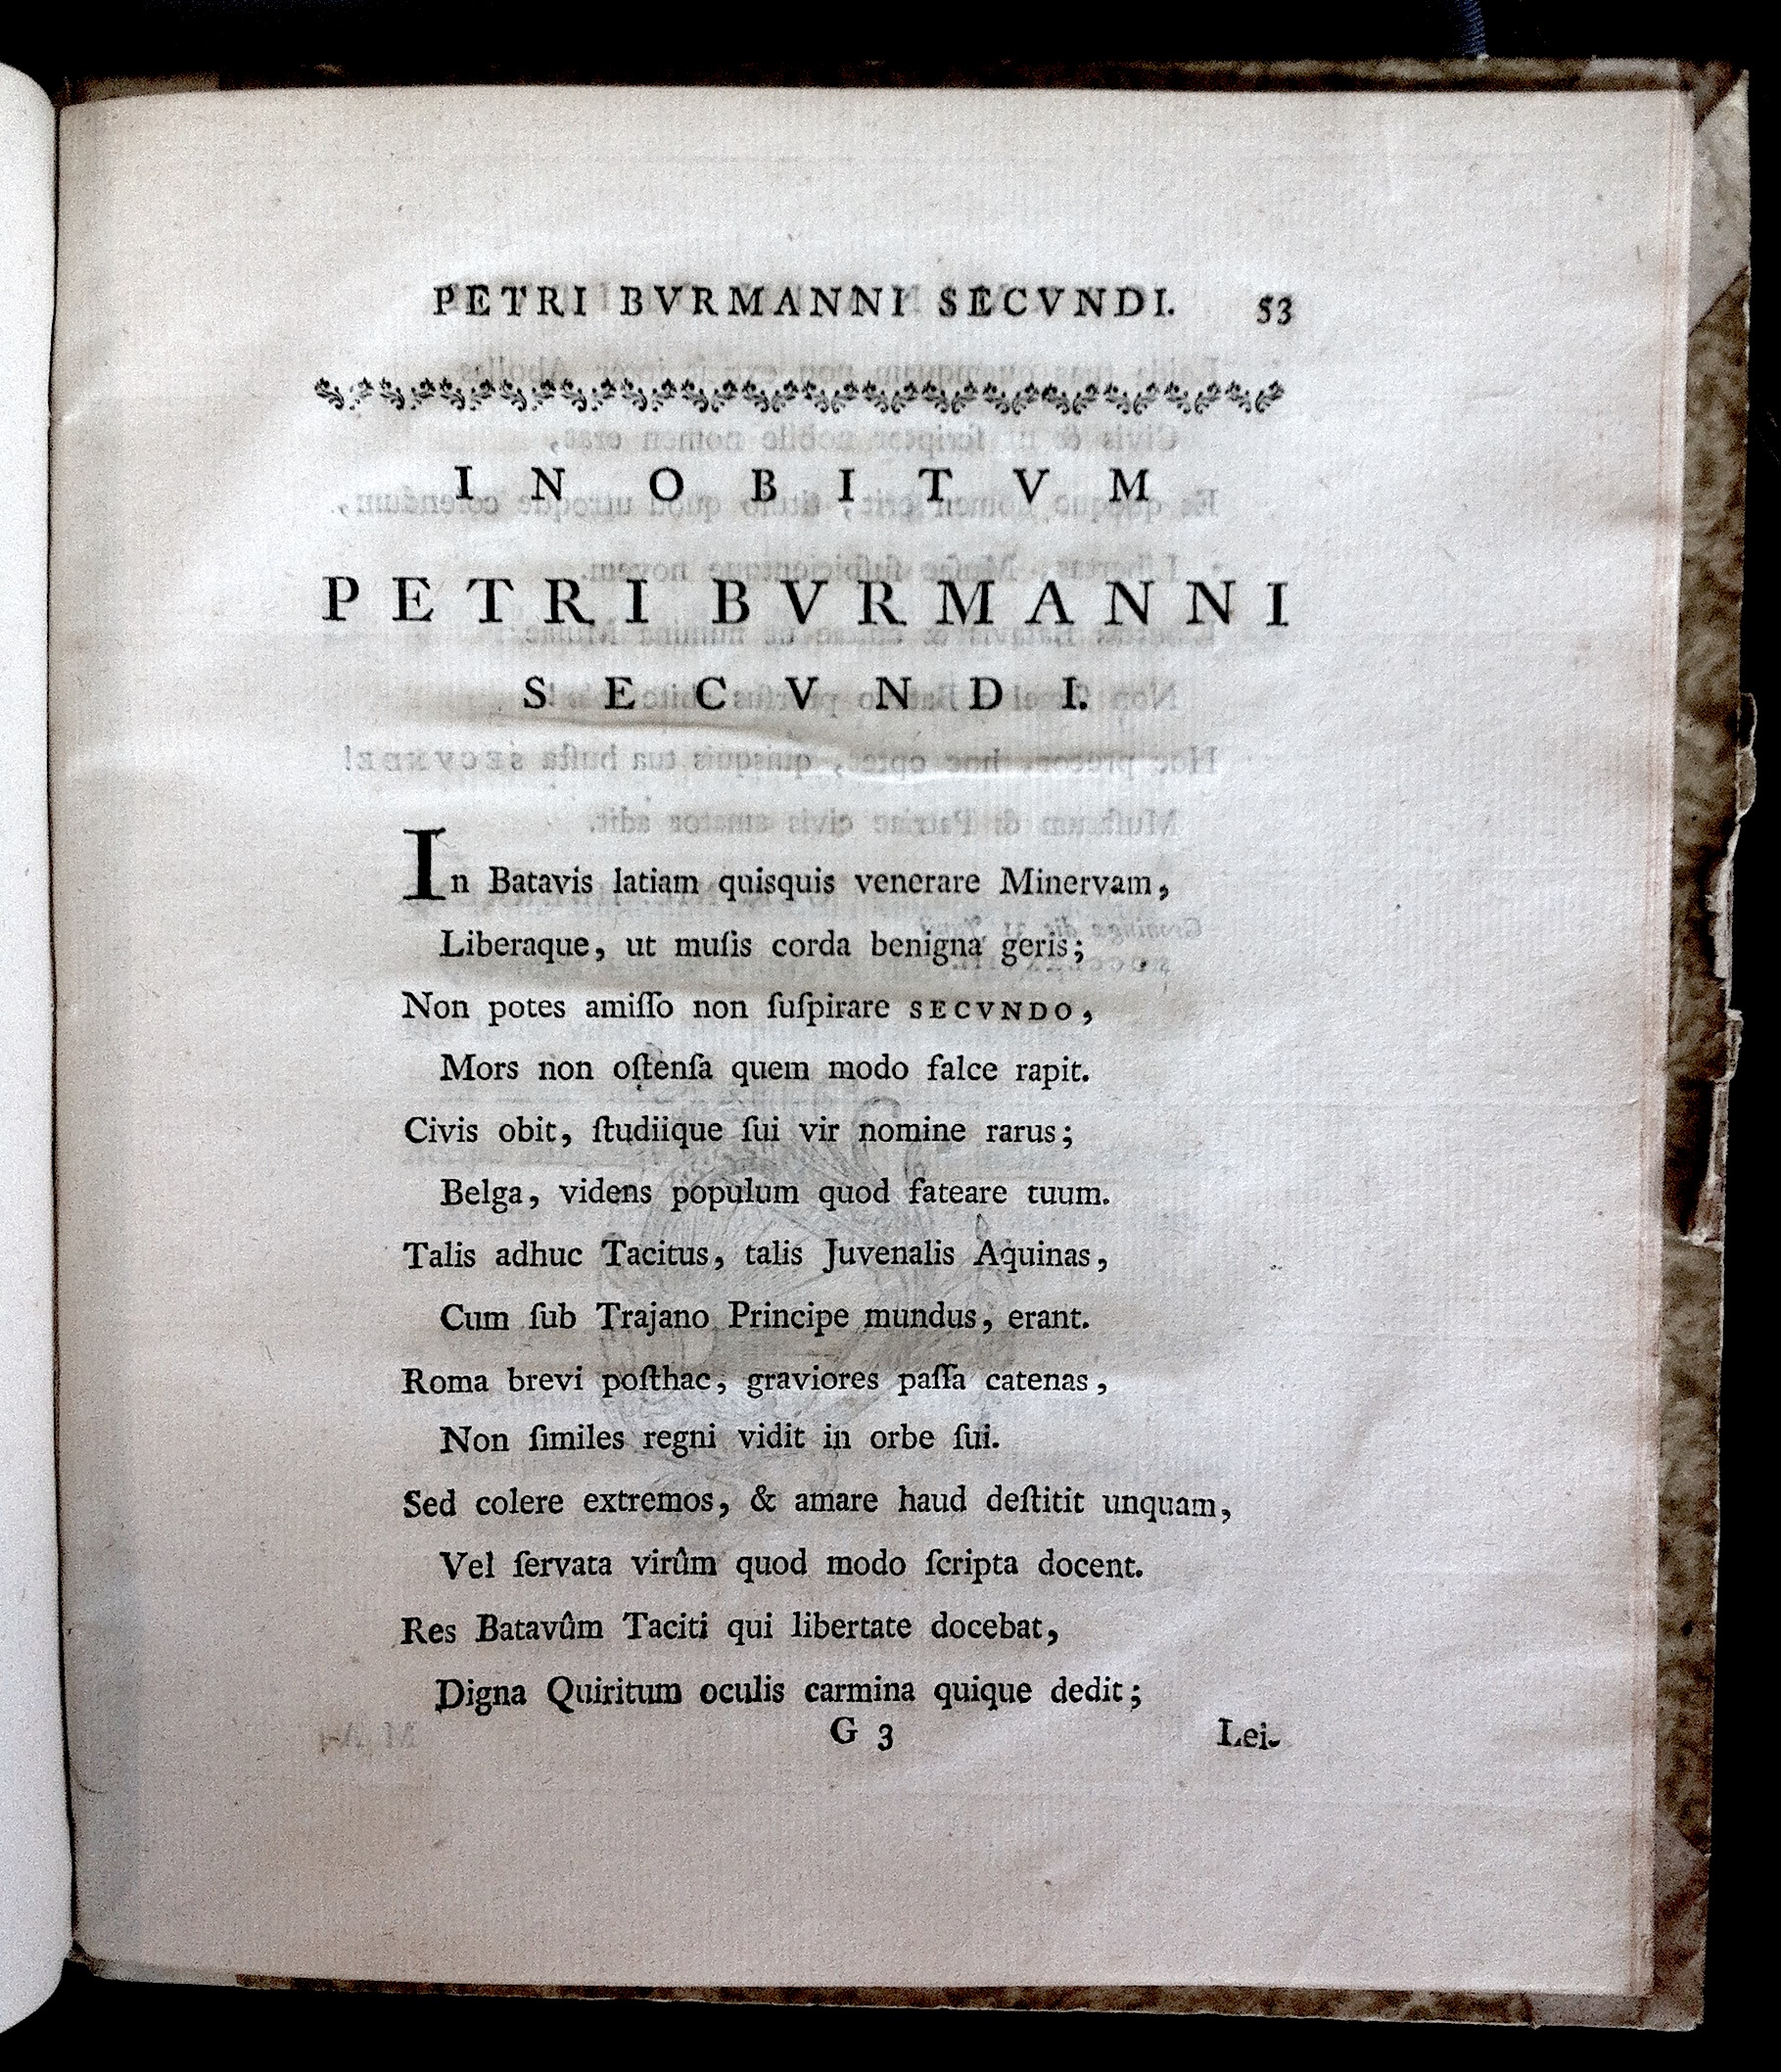 PETRI BVRMANNI SECVNDI. 53
IN OBITVM
PETRI BVRMANNI
SECVNDI.
In Batavis latiam quisquis venerare Minervam,
Liberaque, ut muſis corda benigna geris;
Non potes amiſſo non ſuſpirare SECVNDO,
Mors non oſtenſa quem modo falce rapit.
Civis obit, ſtudiique ſui vir nomine rarus;
Belga, videns populum quod fateare tuum.
Talis adhuc Tacitus, talis Juvenalis Aquinas,
Cum ſub Trajano Principe mundus, erant.
Roma brevi poſthac, graviores paſſa catenas,
Non ſimiles regni vidit in orbe ſui.
Sed colere extremos, & amare haud deſtitit unquam,
Vel ſervata virûm quod modo ſcripta docent.
Res Batavûm Taciti qui libertate docebat,
Digna Quiritum oculis carmina quique dedit;
G 3 Lei-